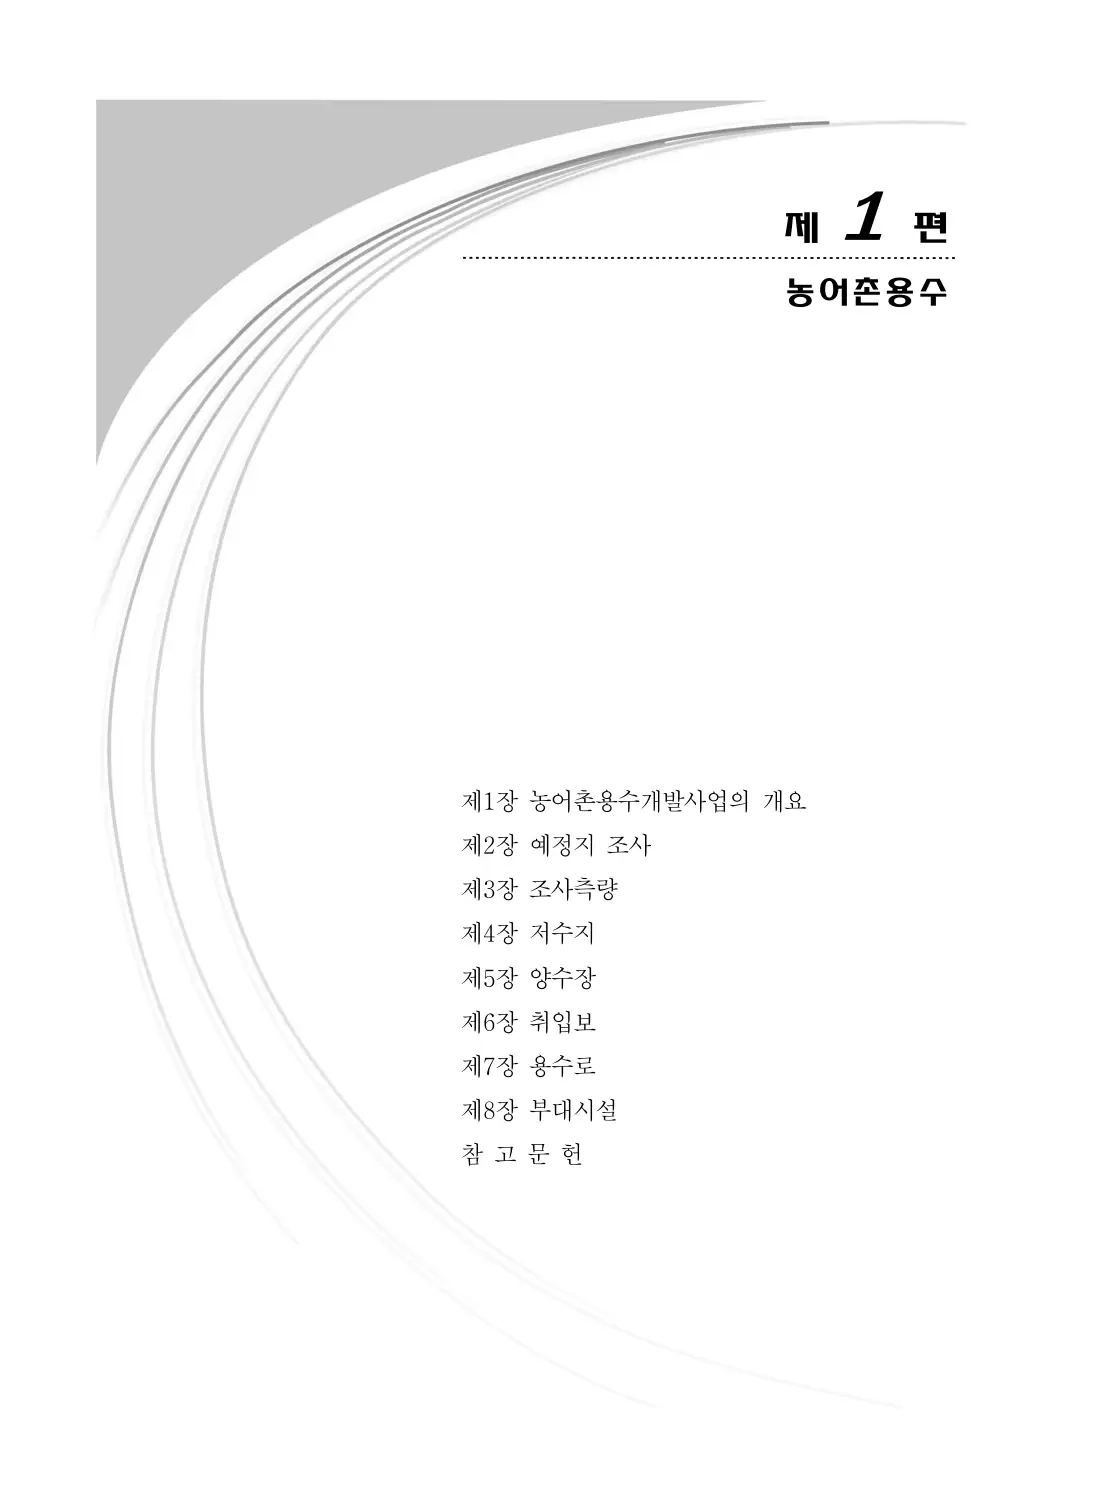 제 1 편
농어촌용수
제1장 농어촌용수개발사업의 개요
제2장 예정지 조사
제3장 조사측량
제4장 저수지
제5장 양수장
제6장 취입보
제7장 용수로
제8장 부대시설
참 고 문 헌